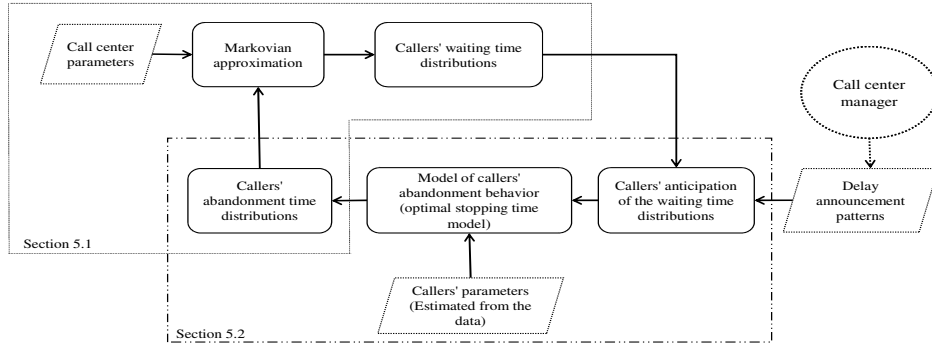 Call center
parameters
Markovian
approximation
Callers' waiting time
distributions
Call center
manager
Callers'
abandonment time
distributions
Model of callers'
abandonment behavior
(optimal stopping time
model)
Callers' anticipation
of the waiting time
distributions
Delay
announcement
patterns
Section 5.1
Callers' parameters
(Estimated from the
data)
Section 5.2